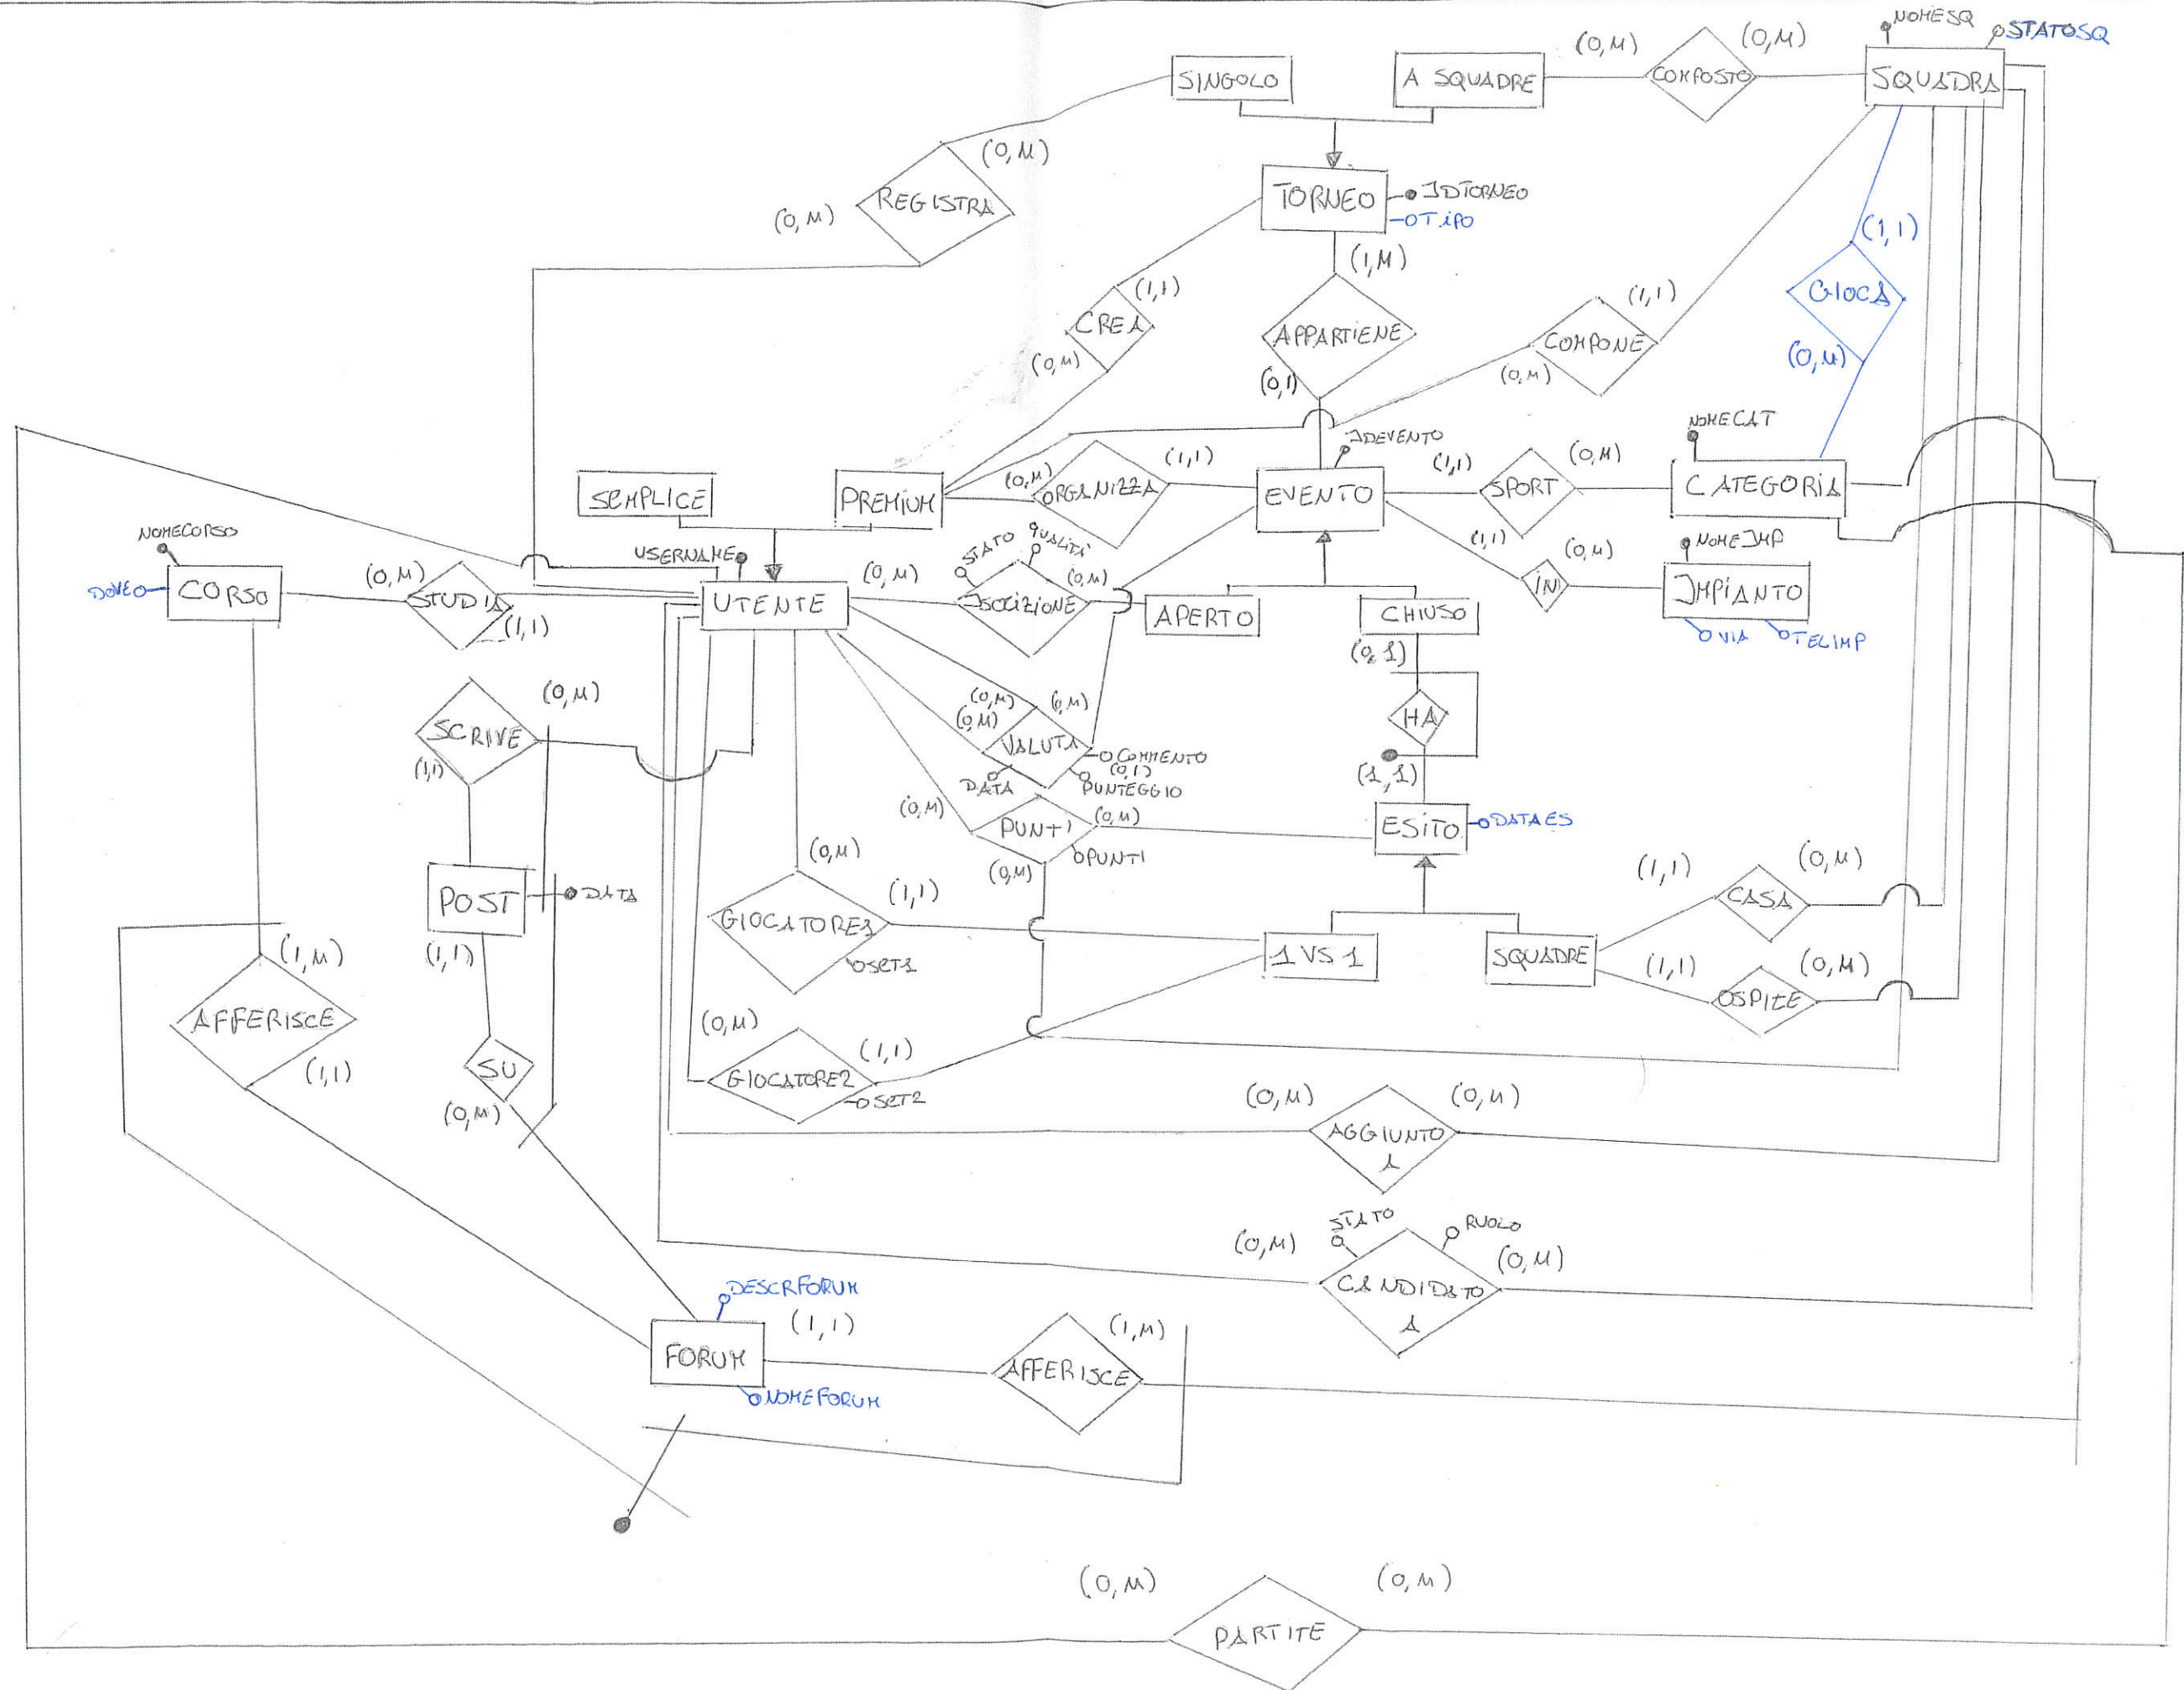 NOMESQ
STATOSQ
(0,M)
(0,M)
SINGOLO
A SQUADRE
COMPOSTO
SQUADRA
(0,M)
REGISTRA
(0,M)
TORNEO
IDTORNEO
TIPO
(1,1)
(1,M)
(1,1)
CREA
(0,M)
APPARTIENE
(0,1)
(1,1)
COMPONE
(0,M)
GIOCA
(0,M)
NOMECAT
IDEVENTO
SEMPLICE
PREMIUM
(0,M)
ORGANIZZA
(1,1)
EVENTO
(1,1)
SPORT
(0,M)
CATEGORIA
NOMECORSO
USERNAME
STATO
QUALITA'
(1,1)
(0,M)
NOMEIMP
DOVE
CORSO
(0,M)
STUDIA
(1,1)
UTENTE
(0,M)
ISCRIZIONE
(0,M)
APERTO
CHIUSO
IN
IMPIANTO
VIA
TELIMP
(0,1)
SCRIVE
(0,M)
(1,1)
(0,M)
(0,M)
(0,M)
VALUTA
COMMENTO
(0,1)
DATA
PUNTEGGIO
HA
(1,1)
(0,M)
PUNTI
(0,M)
PUNTI
(0,M)
ESITO
DATAES
POST
DATA
(1,1)
(0,M)
GIOCATORE1
(1,1)
SET1
1 VS 1
SQUADRE
(1,1)
CASA
(0,M)
(1,1)
OSPITE
(0,M)
(1,M)
AFFERISCE
(1,1)
SU
(0,M)
(0,M)
GIOCATORE2
(1,1)
SET2
(0,M)
AGGIUNTO
A
(0,M)
STATO
RUOLO
(0,M)
CANDIDATO
A
(0,M)
DESCRFORUM
FORUM
(1,1)
NOMEFORUM
AFFERISCE
(1,M)
(0,M)
PARTITE
(0,M)